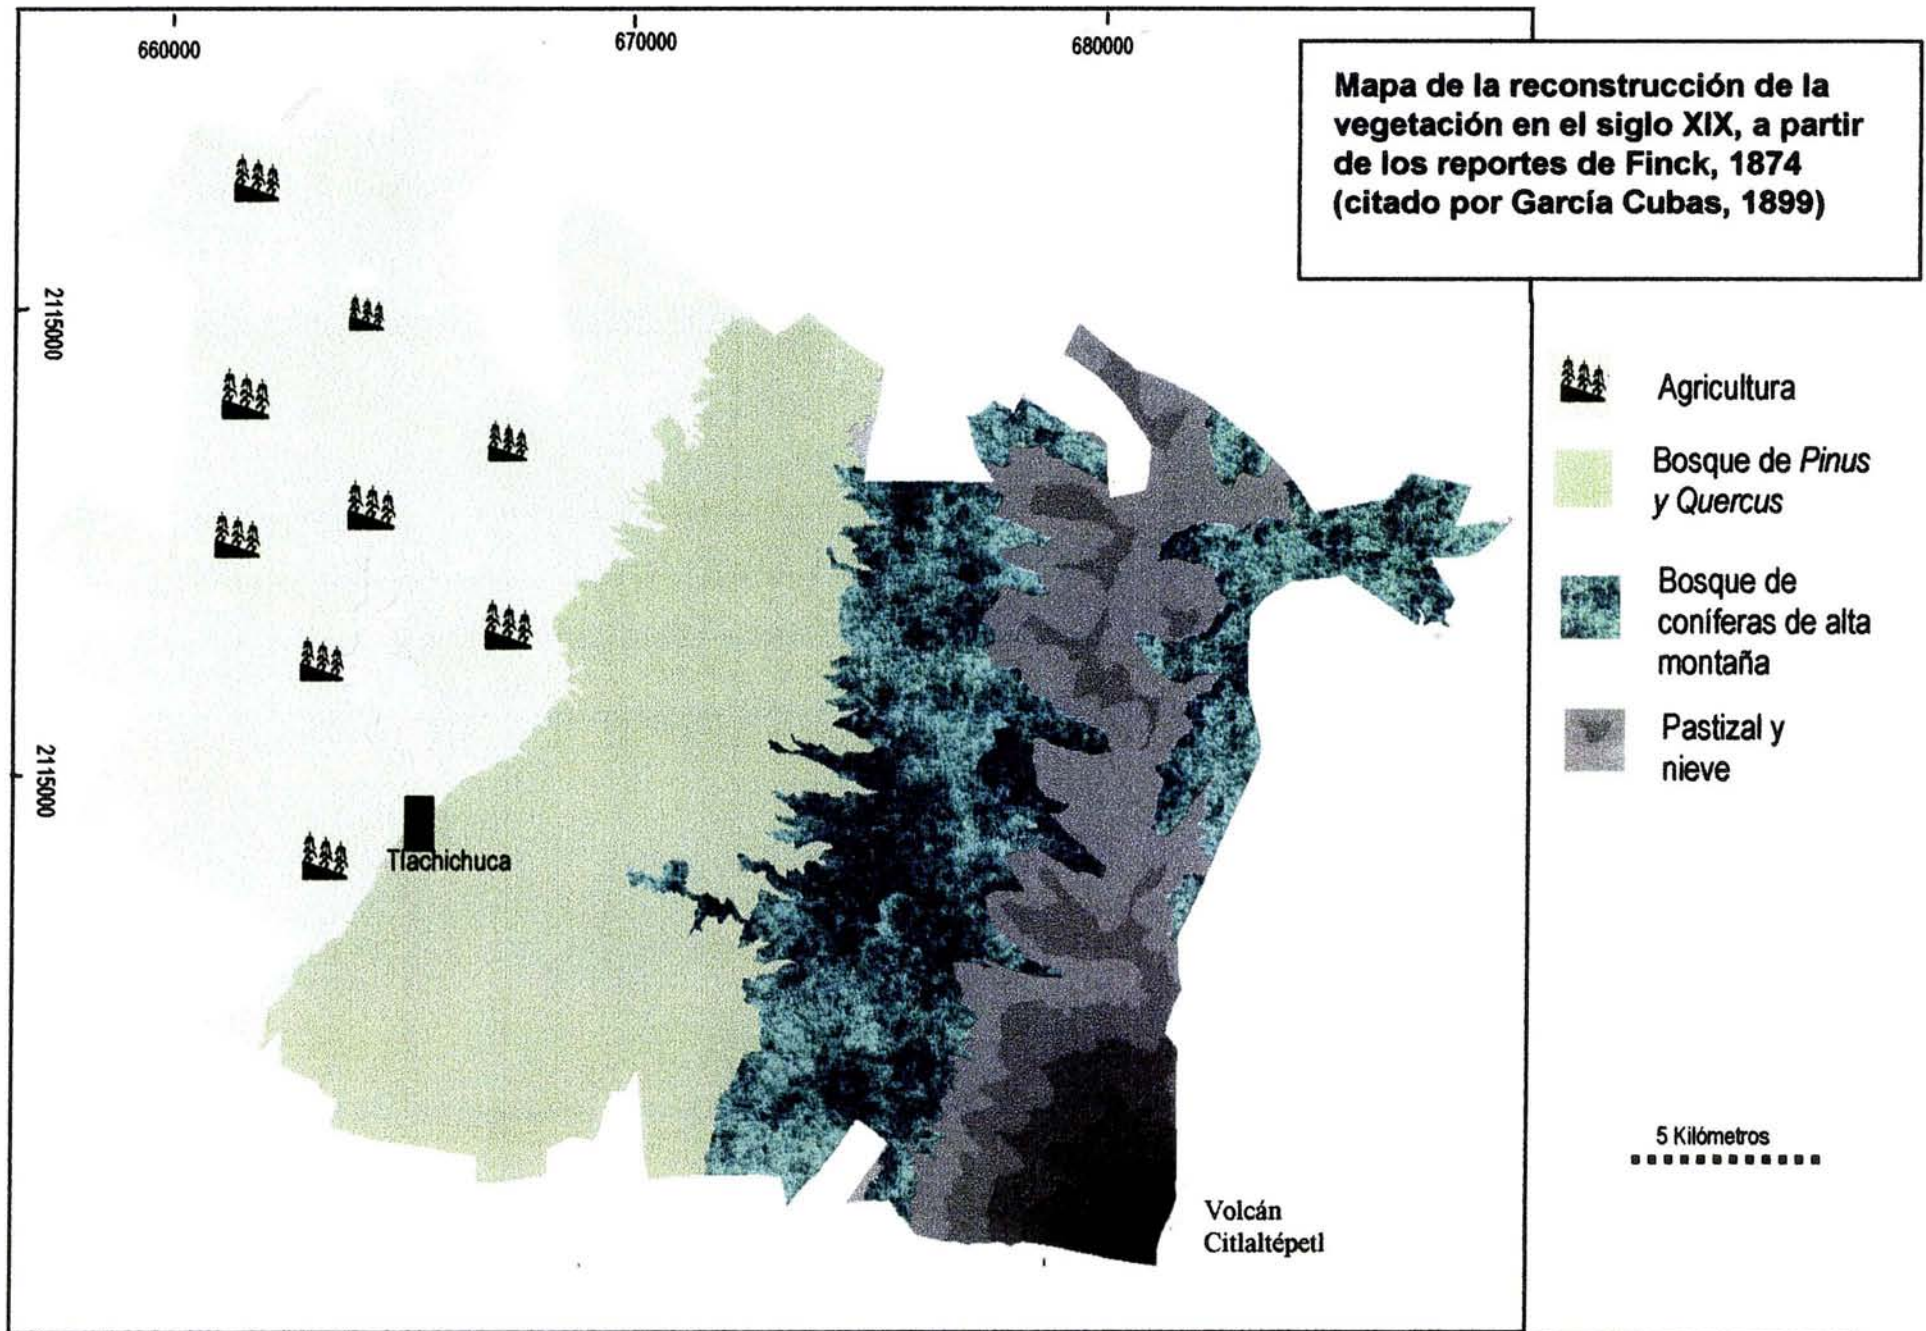 660000
670000
680000
Mapa de la reconstrucción de la
vegetación en el siglo XIX, a partir
de los reportes de Finck, 1874
(citado por García Cubas, 1899)
2115000
2115000
Agricultura
Bosque de Pinus
y Quercus
Bosque de
coníferas de alta
montaña
Pastizal y
nieve
Tlachichuca
5 Kilómetros
Volcán
Citlaltépetl